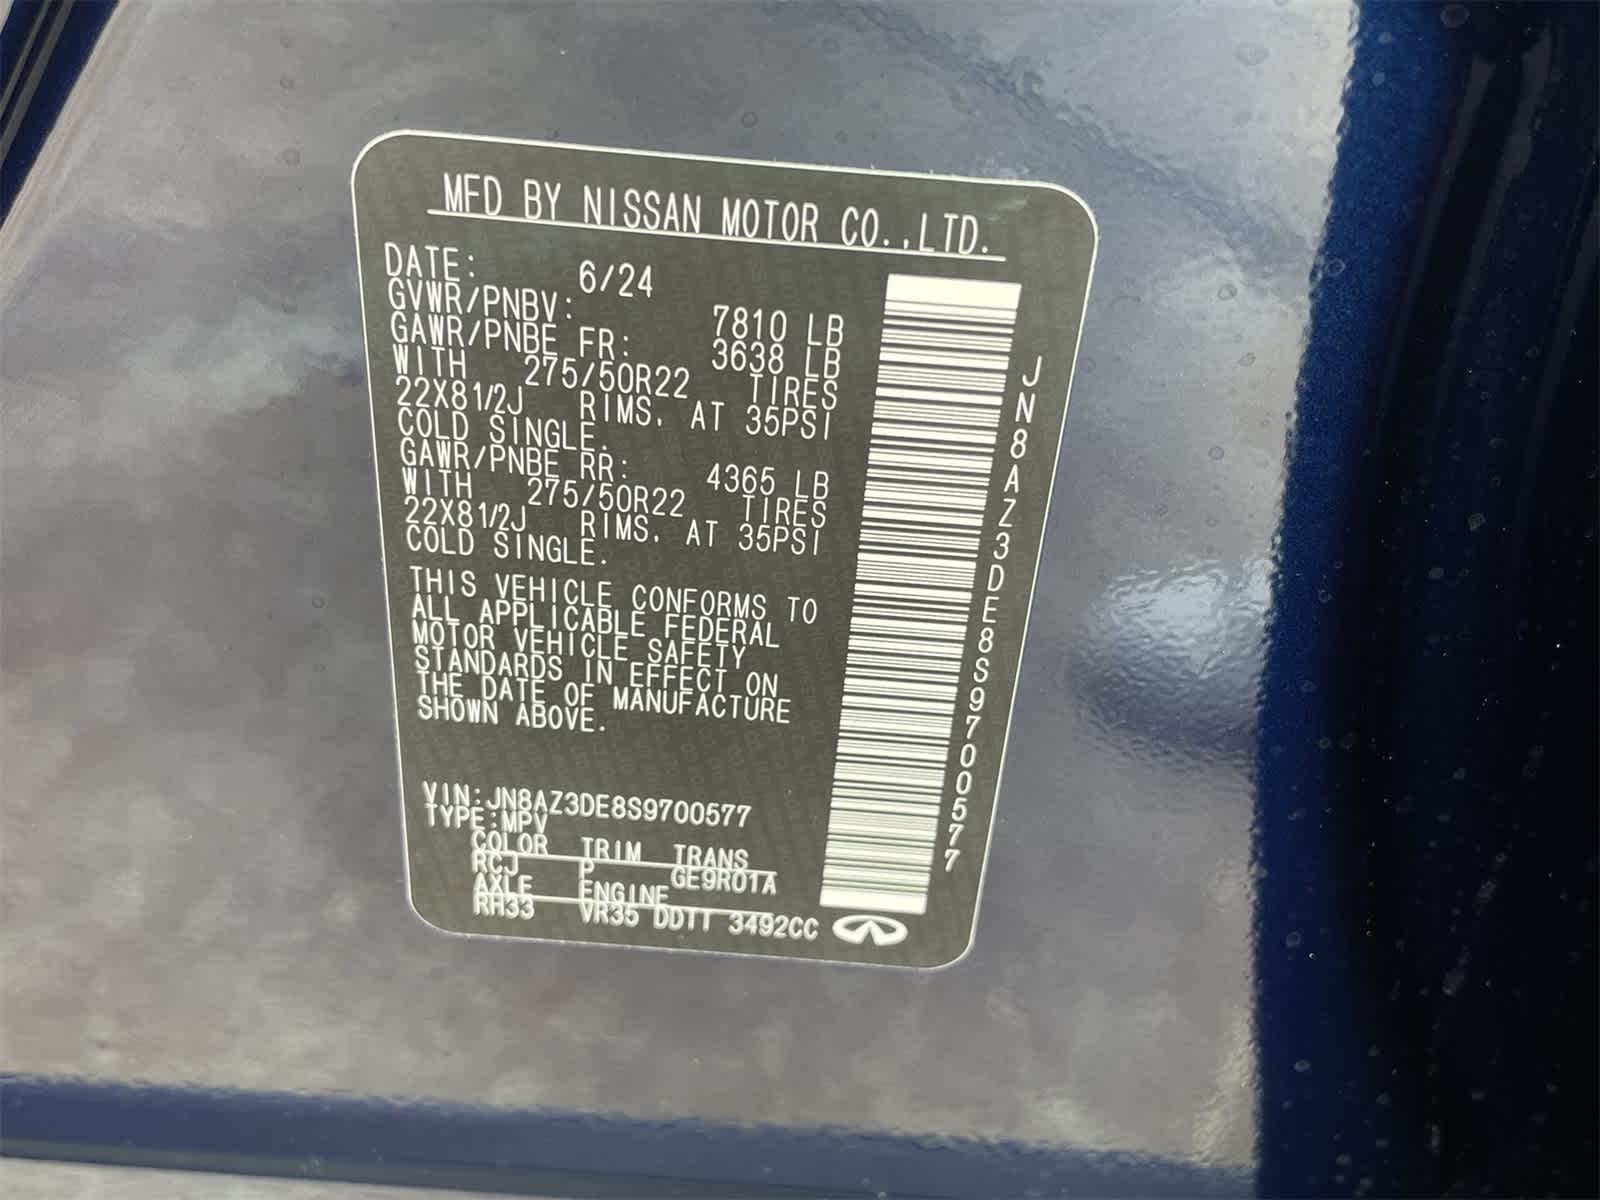 MFD BY NISSAN MOTOR CO.,LTD.
DATE: 6/24
GVWR/PNBV: 7810 LB
GAWR/PNBE FR: 3638 LB
WITH 275/50R22 TIRES
22X8 1/2J RIMS. AT 35PSI
COLD SINGLE.
GAWR/PNBE RR: 4365 LB
WITH 275/50R22 TIRES
22X8 1/2J RIMS. AT 35PSI
COLD SINGLE.
THIS VEHICLE CONFORMS TO
ALL APPLICABLE FEDERAL
MOTOR VEHICLE SAFETY
STANDARDS IN EFFECT ON
THE DATE OF MANUFACTURE
SHOWN ABOVE.
VIN:JN8AZ3DE8S9700577
TYPE:MPV
COLOR TRIM TRANS
RCJ P GE9R01A
AXLE ENGINE
RH33 VR35 DDTT 3492CC
JN8AZ3DE8S9700577